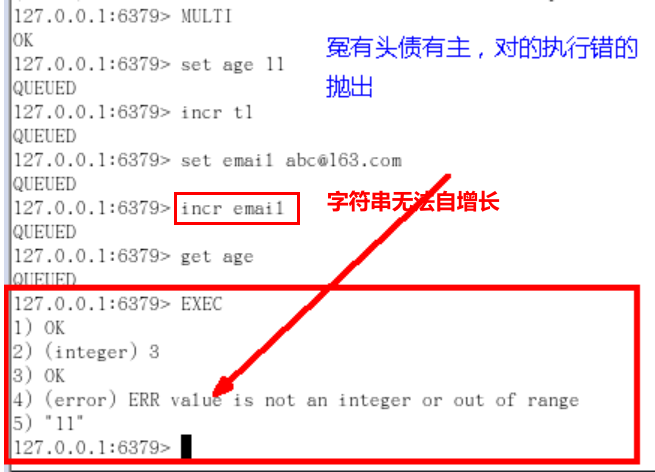 127.0.0.1:6379> MULTI
OK
冤有头债有主，对的执行错的
抛出
127.0.0.1:6379> set age 11
QUEUED
127.0.0.1:6379> incr t1
QUEUED
127.0.0.1:6379> set email abc@163.com
QUEUED
127.0.0.1:6379> incr email
字符串无法自增长
QUEUED
127.0.0.1:6379> get age
QUEUED
127.0.0.1:6379> EXEC
1) OK
2) (integer) 3
3) OK
4) (error) ERR value is not an integer or out of range
5) "11"
127.0.0.1:6379>